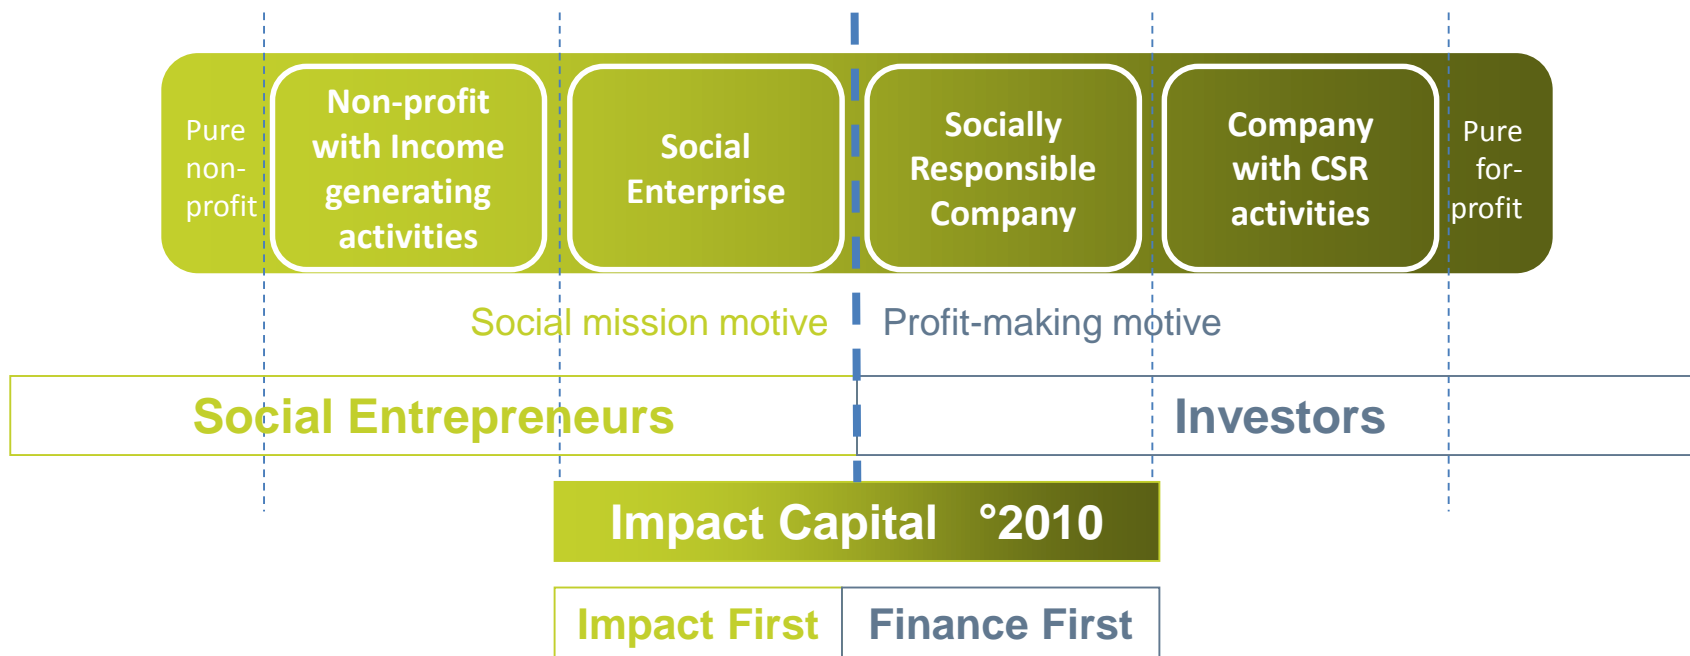 Pure
non-
profit
Non-profit
with Income
generating
activities
Social
Enterprise
Socially
Responsible
Company
Company
with CSR
activities
Pure
for-
profit
Social mission motive
Profit-making motive
Social Entrepreneurs
Investors
Impact Capital °2010
Impact First
Finance First